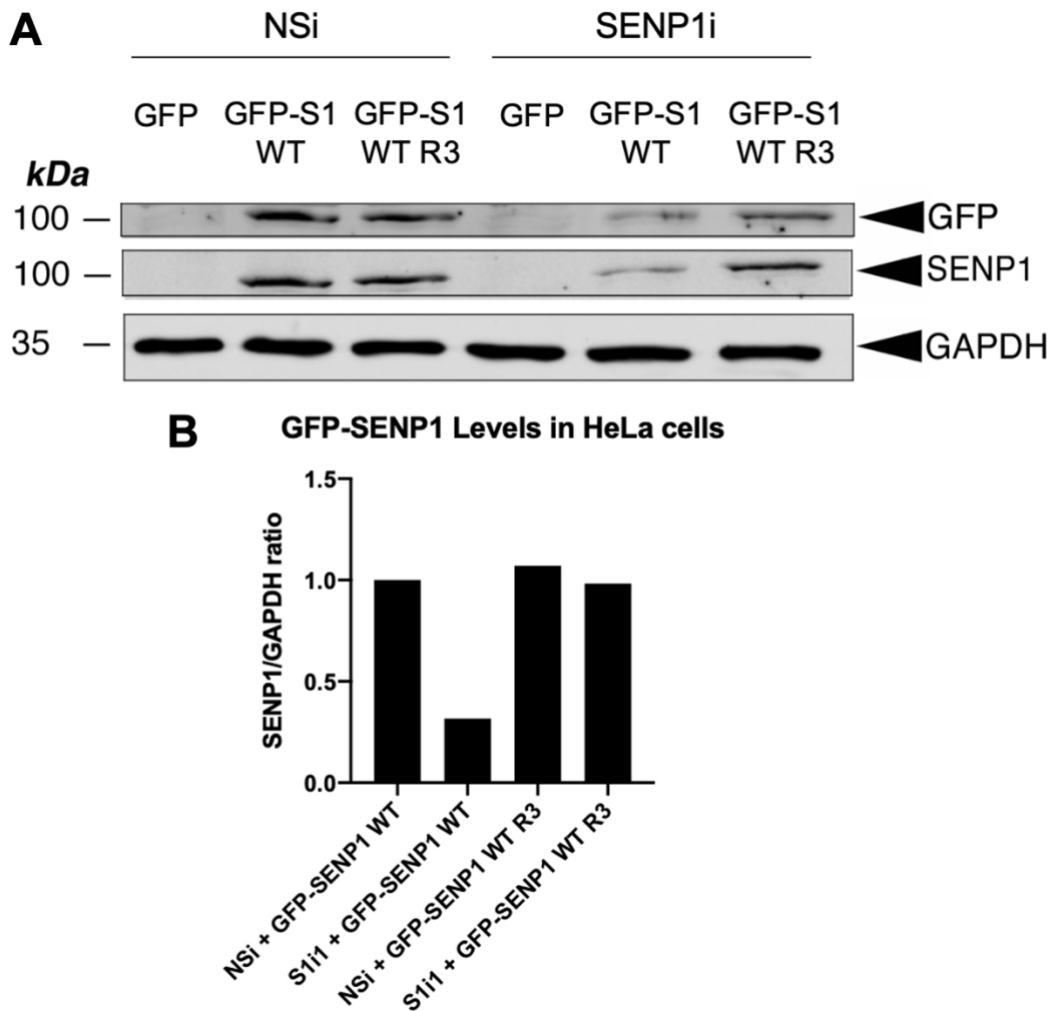 A
NSi SENP1i
GFP GFP-S1 GFP-S1 GFP GFP-S1 GFP-S1
WT WT R3 WT WT R3
kDa
100 GFP
100 SENP1
35 GAPDH
B GFP-SENP1 Levels in HeLa cells
SENP1/GAPDH ratio
1.5
1.0
0.5
0.0
NSi + GFP-SENP1 WT
S1i1 + GFP-SENP1 WT
NSi + GFP-SENP1 WT R3
S1i1 + GFP-SENP1 WT R3